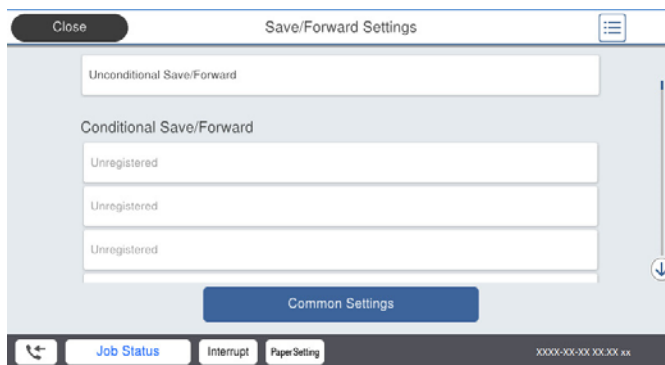 Close
Save/Forward Settings
Unconditional Save/Forward
Conditional Save/Forward
Unregistered
Unregistered
Unregistered
Common Settings
Job Status
Interrupt
Paper Setting
XXXX-XX-XX XX:XX xx